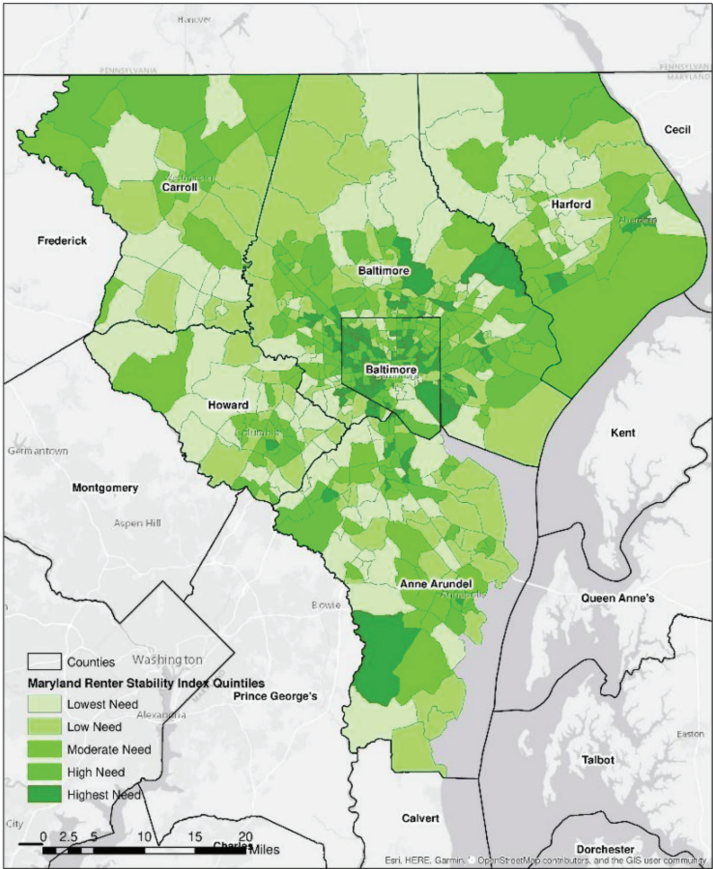 Hanover
PENNSYLVANIA
MARYLAND
Cecil
Carroll
Harford
Frederick
Baltimore
Baltimore
Howard
Kent
Germantown
Montgomery
Aspen Hill
Anne Arundel
Annapolis
Bowie
Queen Anne's
Counties
Washington
Maryland Renter Stability Index Quintiles
Prince George's
Lowest Need
Alexandria
Low Need
Moderate Need
High Need
Highest Need
Easton
Talbot
Calvert
City
0 2.5 5 10 15 20
Miles
Charles
Dorchester
Esri, HERE, Garmin, © OpenStreetMap contributors, and the GIS user community